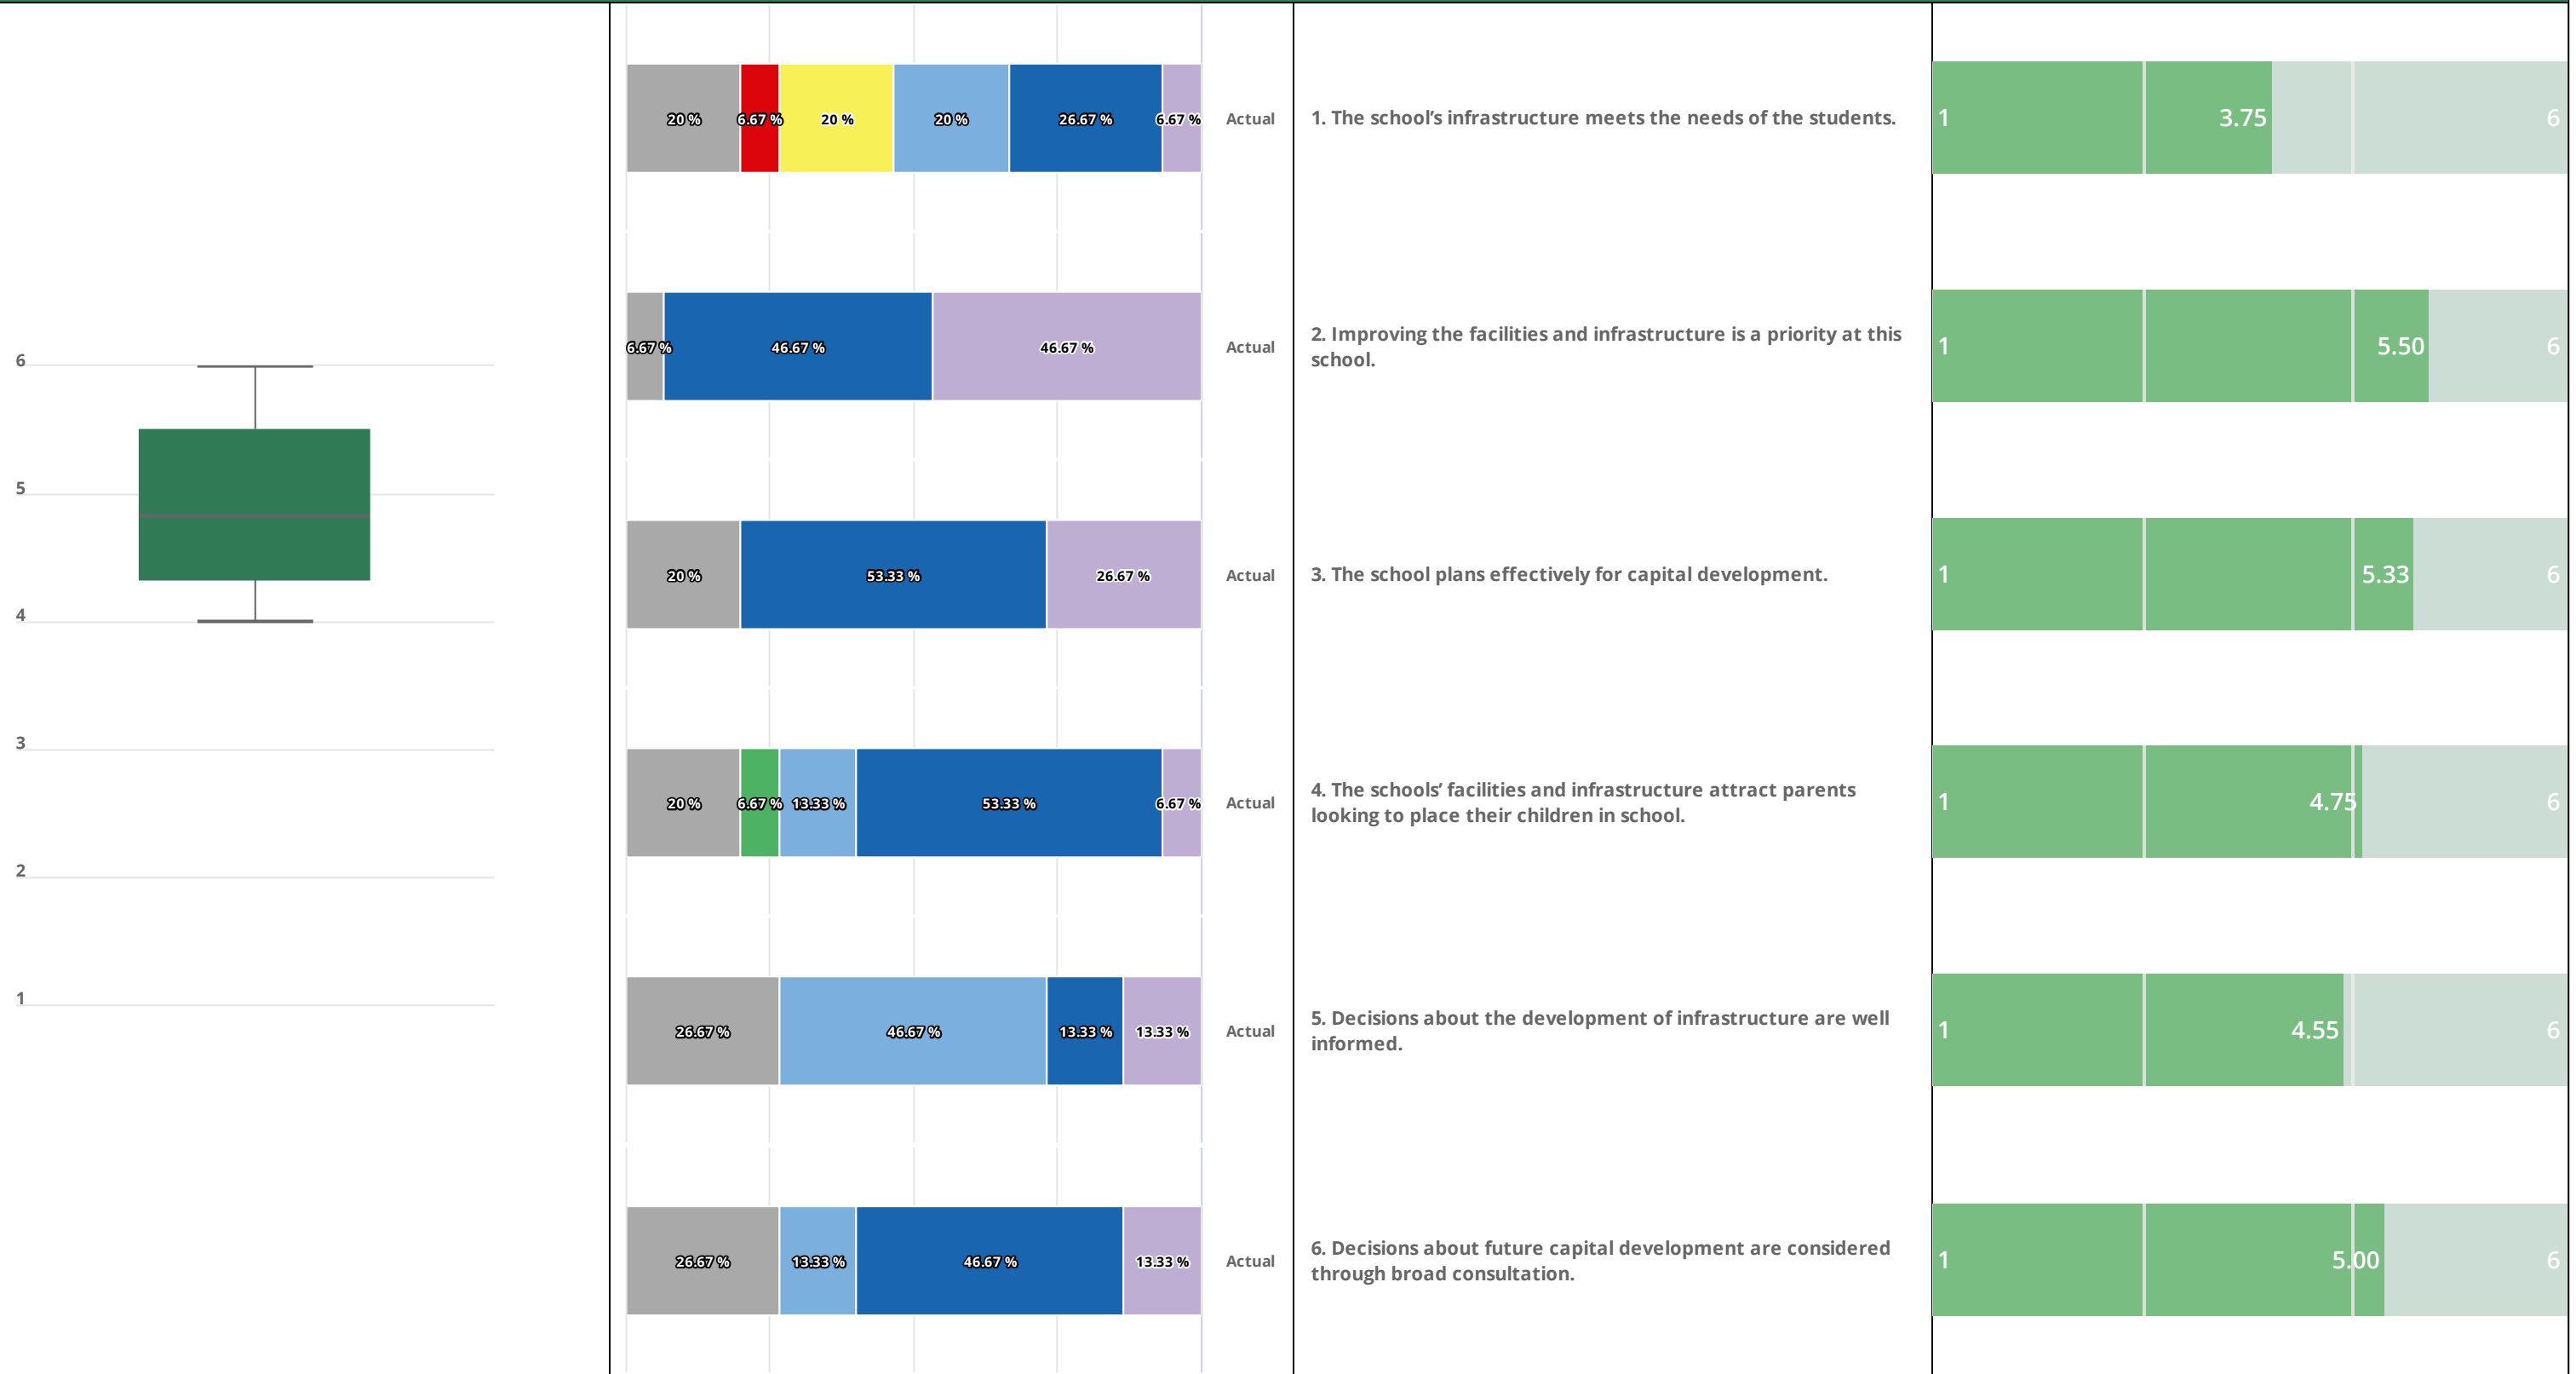 6
5
4
3
2
1
20 % 6.67 % 20 % 20 % 26.67 % 6.67 % Actual
1. The school’s infrastructure meets the needs of the students.
1 3.75 6
6.67 % 46.67 % 46.67 % Actual
2. Improving the facilities and infrastructure is a priority at this
school.
1 5.50 6
20 % 53.33 % 26.67 % Actual
3. The school plans effectively for capital development.
1 5.33 6
20 % 6.67 % 13.33 % 53.33 % 6.67 % Actual
4. The schools’ facilities and infrastructure attract parents
looking to place their children in school.
1 4.75 6
26.67 % 46.67 % 13.33 % 13.33 % Actual
5. Decisions about the development of infrastructure are well
informed.
1 4.55 6
26.67 % 13.33 % 46.67 % 13.33 % Actual
6. Decisions about future capital development are considered
through broad consultation.
1 5.00 6